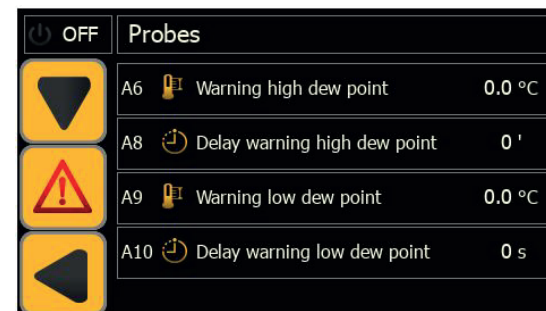 OFF Probes
A6 Warning high dew point 0.0 °C
A8 Delay warning high dew point 0 '
A9 Warning low dew point 0.0 °C
A10 Delay warning low dew point 0 s